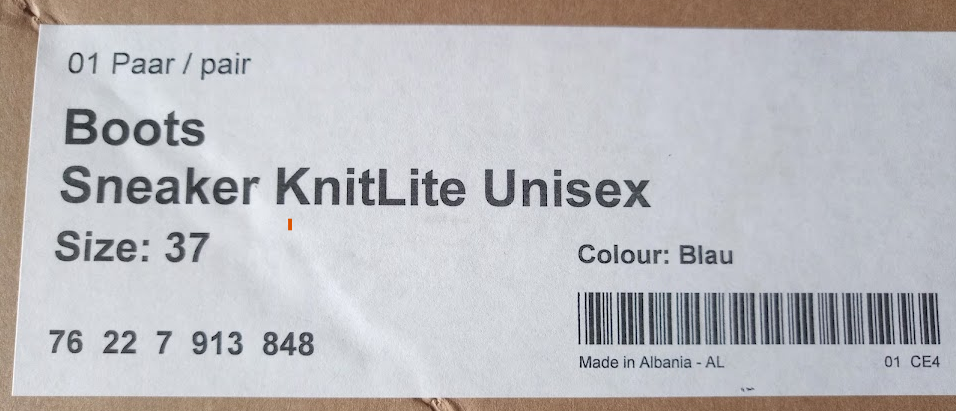 01 Paar / pair
Boots
Sneaker KnitLite Unisex
Size: 37
Colour: Blau
76 22 7 913 848
Made in Albania - AL 01 CE4